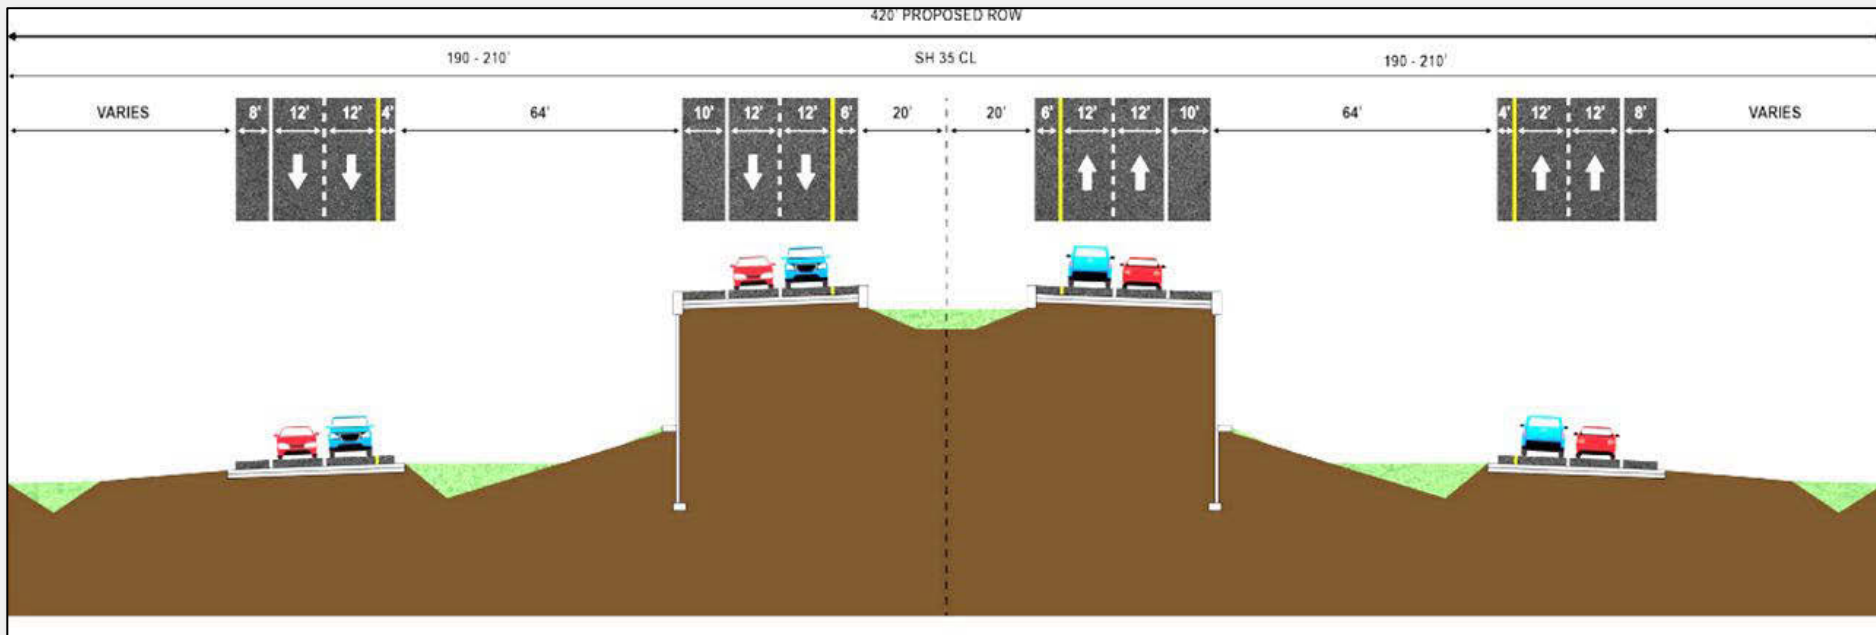 420' PROPOSED ROW
190 - 210' SH 35 CL 190 - 210'
VARIES 8' 12' 12' 4' 64' 10' 12' 12' 6' 20' 20' 6' 12' 12' 10' 64' 4' 12' 12' 8' VARIES